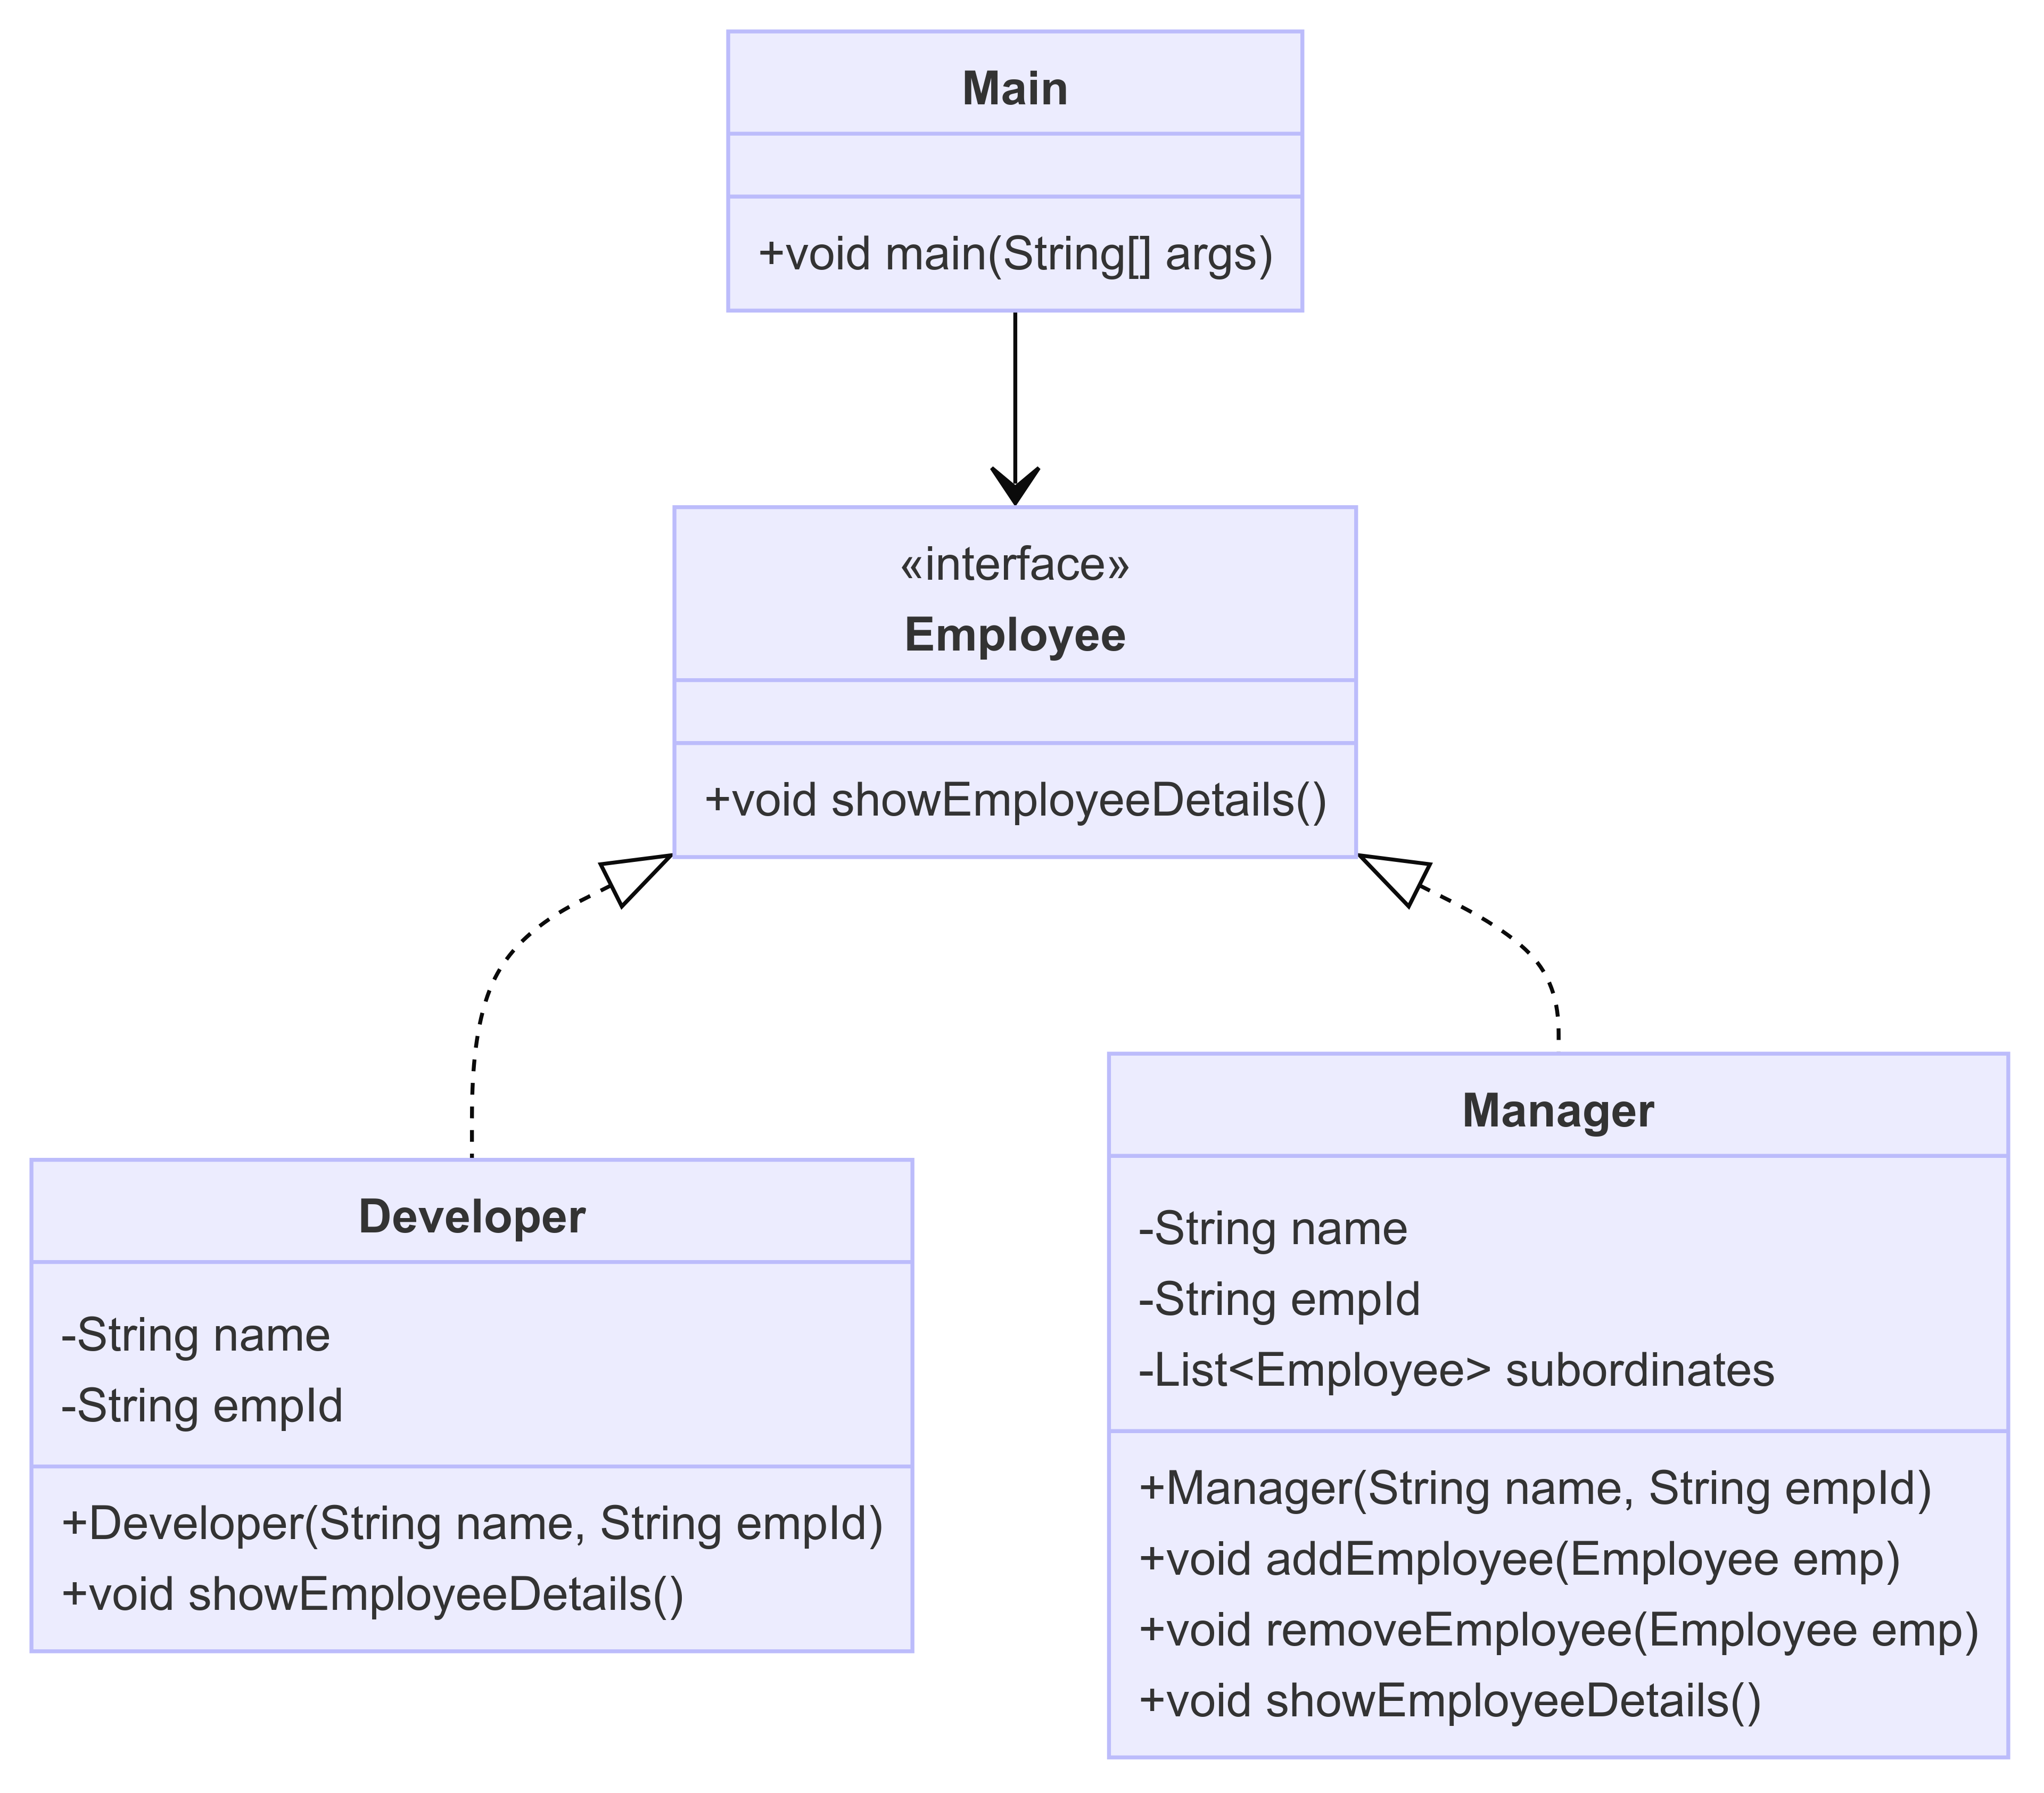 Main
+void main(String[] args)
«interface»
Employee
+void showEmployeeDetails()
Developer
-String name
-String empId
+Developer(String name, String empId)
+void showEmployeeDetails()
Manager
-String name
-String empId
-List<Employee> subordinates
+Manager(String name, String empId)
+void addEmployee(Employee emp)
+void removeEmployee(Employee emp)
+void showEmployeeDetails()